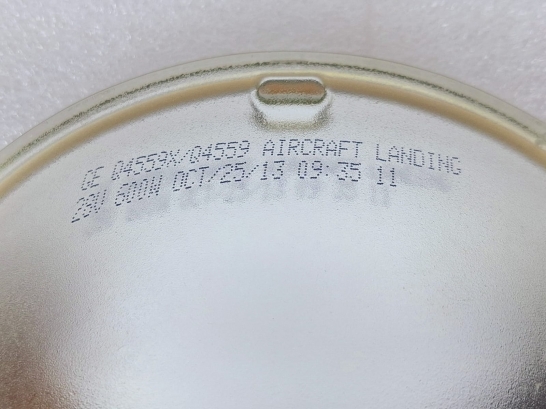 GE Q4559X/Q4559 AIRCRAFT LANDING
28V 600W OCT/25/13 09:35 11